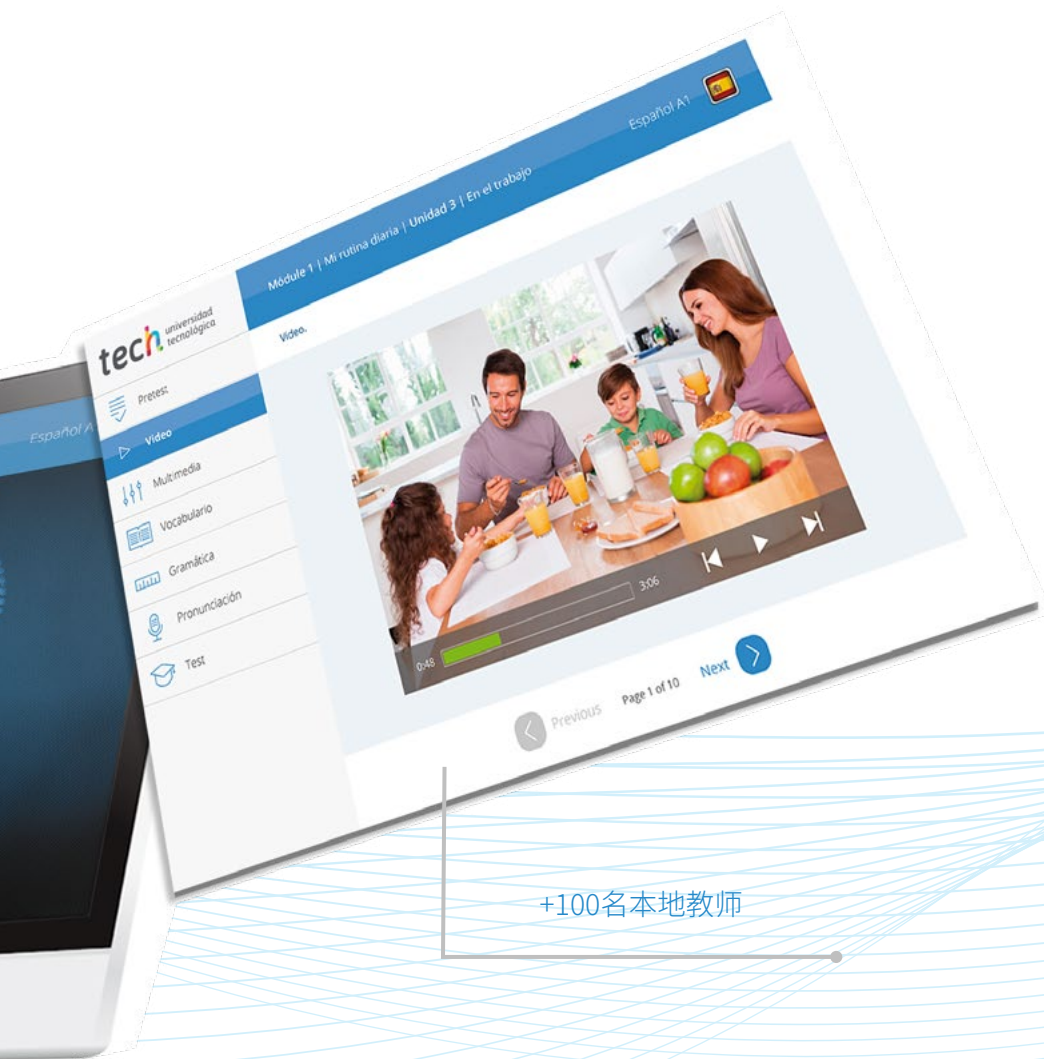 Español A1
Módule 1 | Mi rutina diaria | Unidad 3 | En el trabajo
tech universidad
tecnológica
Video.
Pretest
Video
Multimedia
Vocabulario
Gramática
Pronunciación
Test
Español A
0:48
3:06
Previous
Page 1 of 10
Next
+100名本地教师